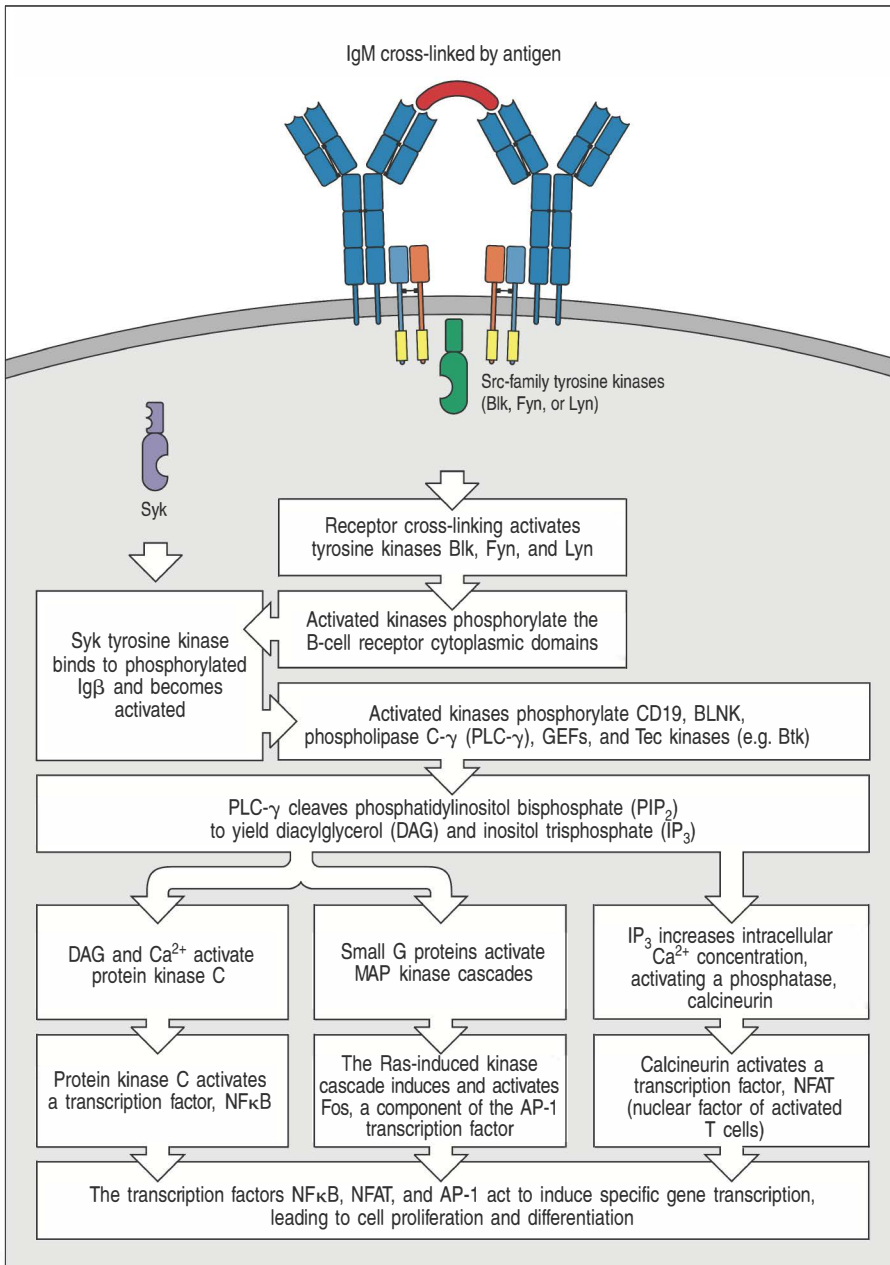 IgM cross-linked by antigen
Src-family tyrosine kinases
(Blk, Fyn, or Lyn)
Syk
Receptor cross-linking activates
tyrosine kinases Blk, Fyn, and Lyn
Activated kinases phosphorylate the
B-cell receptor cytoplasmic domains
Syk tyrosine kinase
binds to phosphorylated
Igβ and becomes
activated
Activated kinases phosphorylate CD19, BLNK,
phospholipase C-γ (PLC-γ), GEFs, and Tec kinases (e.g. Btk)
PLC-γ cleaves phosphatidylinositol bisphosphate (PIP₂)
to yield diacylglycerol (DAG) and inositol trisphosphate (IP₃)
DAG and Ca²⁺ activate
protein kinase C
Small G proteins activate
MAP kinase cascades
IP₃ increases intracellular
Ca²⁺ concentration,
activating a phosphatase,
calcineurin
Protein kinase C activates
a transcription factor, NFκB
The Ras-induced kinase
cascade induces and activates
Fos, a component of the AP-1
transcription factor
Calcineurin activates a
transcription factor, NFAT
(nuclear factor of activated
T cells)
The transcription factors NFκB, NFAT, and AP-1 act to induce specific gene transcription,
leading to cell proliferation and differentiation